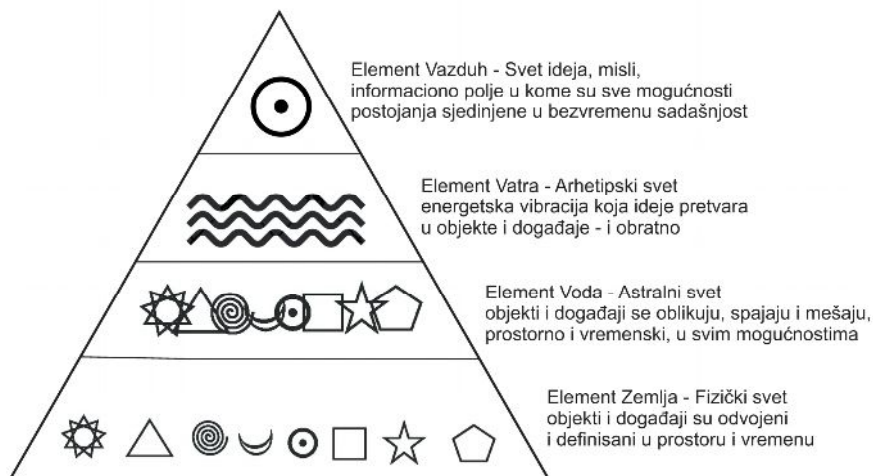 Element Vazduh - Svet ideja, misli,
informaciono polje u kome su sve mogućnosti
postojanja sjedinjene u bezvremenu sadašnjost
Element Vatra - Arhetipski svet
energetska vibracija koja ideje pretvara
u objekte i događaje - i obratno
Element Voda - Astralni svet
objekti i događaji se oblikuju, spajaju i mešaju,
prostorno i vremenski, u svim mogućnostima
Element Zemlja - Fizički svet
objekti i događaji su odvojeni
i definisani u prostoru i vremenu